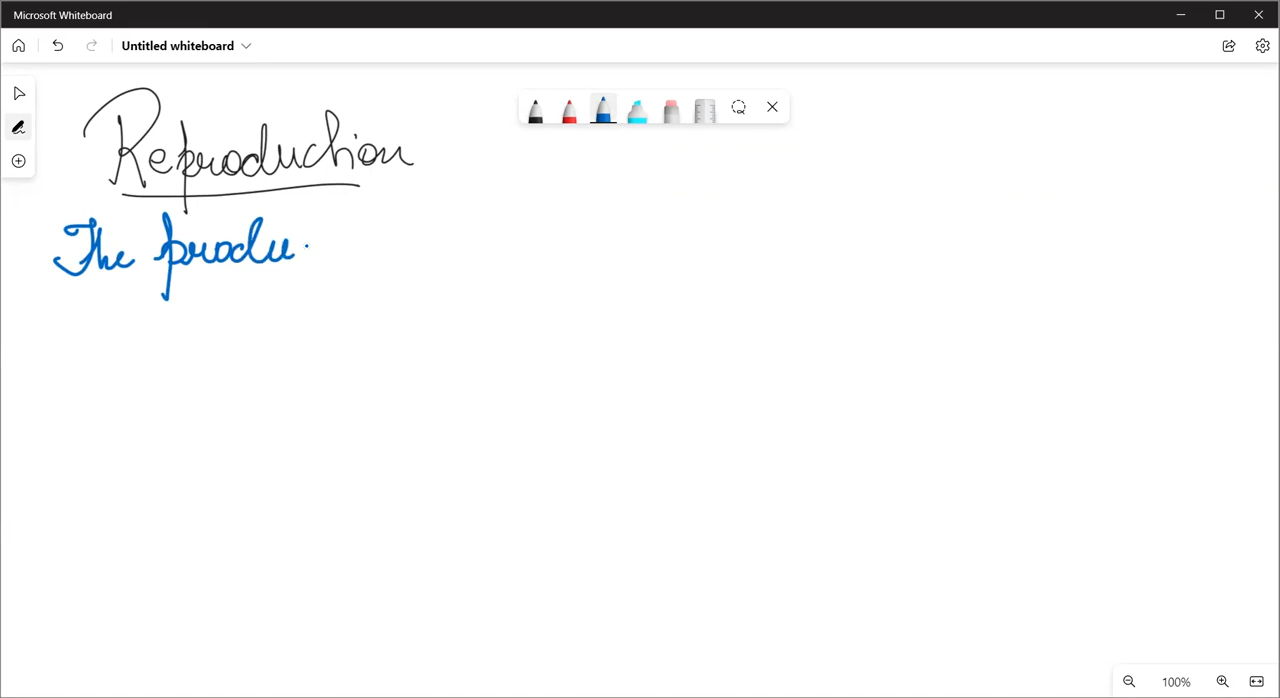 Microsoft Whiteboard
Untitled whiteboard
Reproduction
The produ
100%